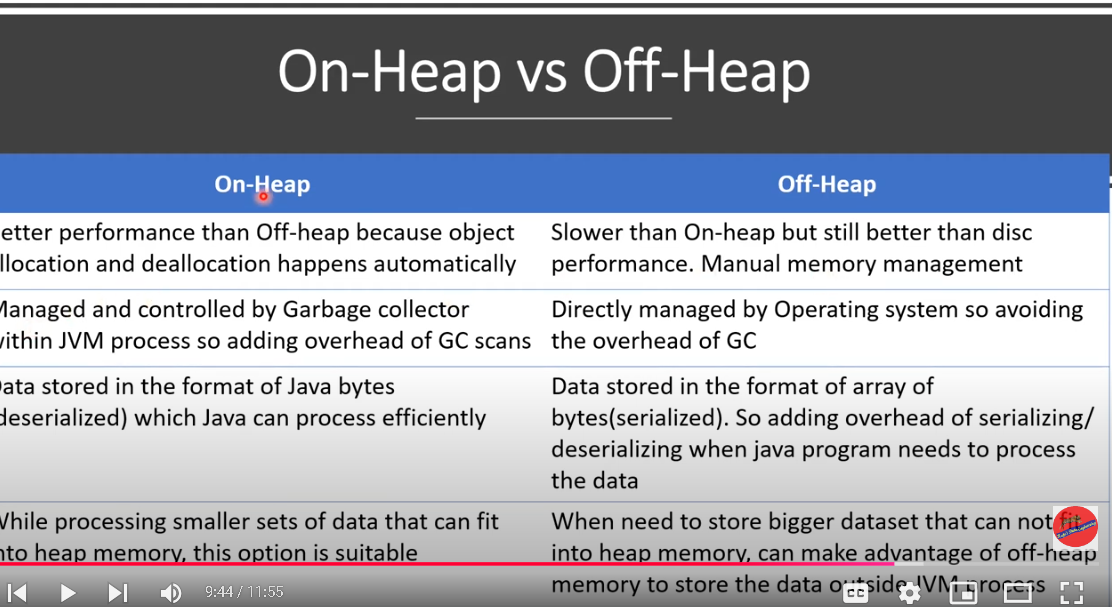 On-Heap vs Off-Heap
On-Heap
Off-Heap
etter performance than Off-heap because object
llocation and deallocation happens automatically
Slower than On-heap but still better than disc
performance. Manual memory management
Managed and controlled by Garbage collector
within JVM process so adding overhead of GC scans
Directly managed by Operating system so avoiding
the overhead of GC
Data stored in the format of Java bytes
deserialized) which Java can process efficiently
Data stored in the format of array of
bytes(serialized). So adding overhead of serializing/
deserializing when java program needs to process
the data
While processing smaller sets of data that can fit
nto heap memory, this option is suitable
When need to store bigger dataset that can not fit
into heap memory, can make advantage of off-heap
memory to store the data outside JVM process
9:44 / 11:55
CC